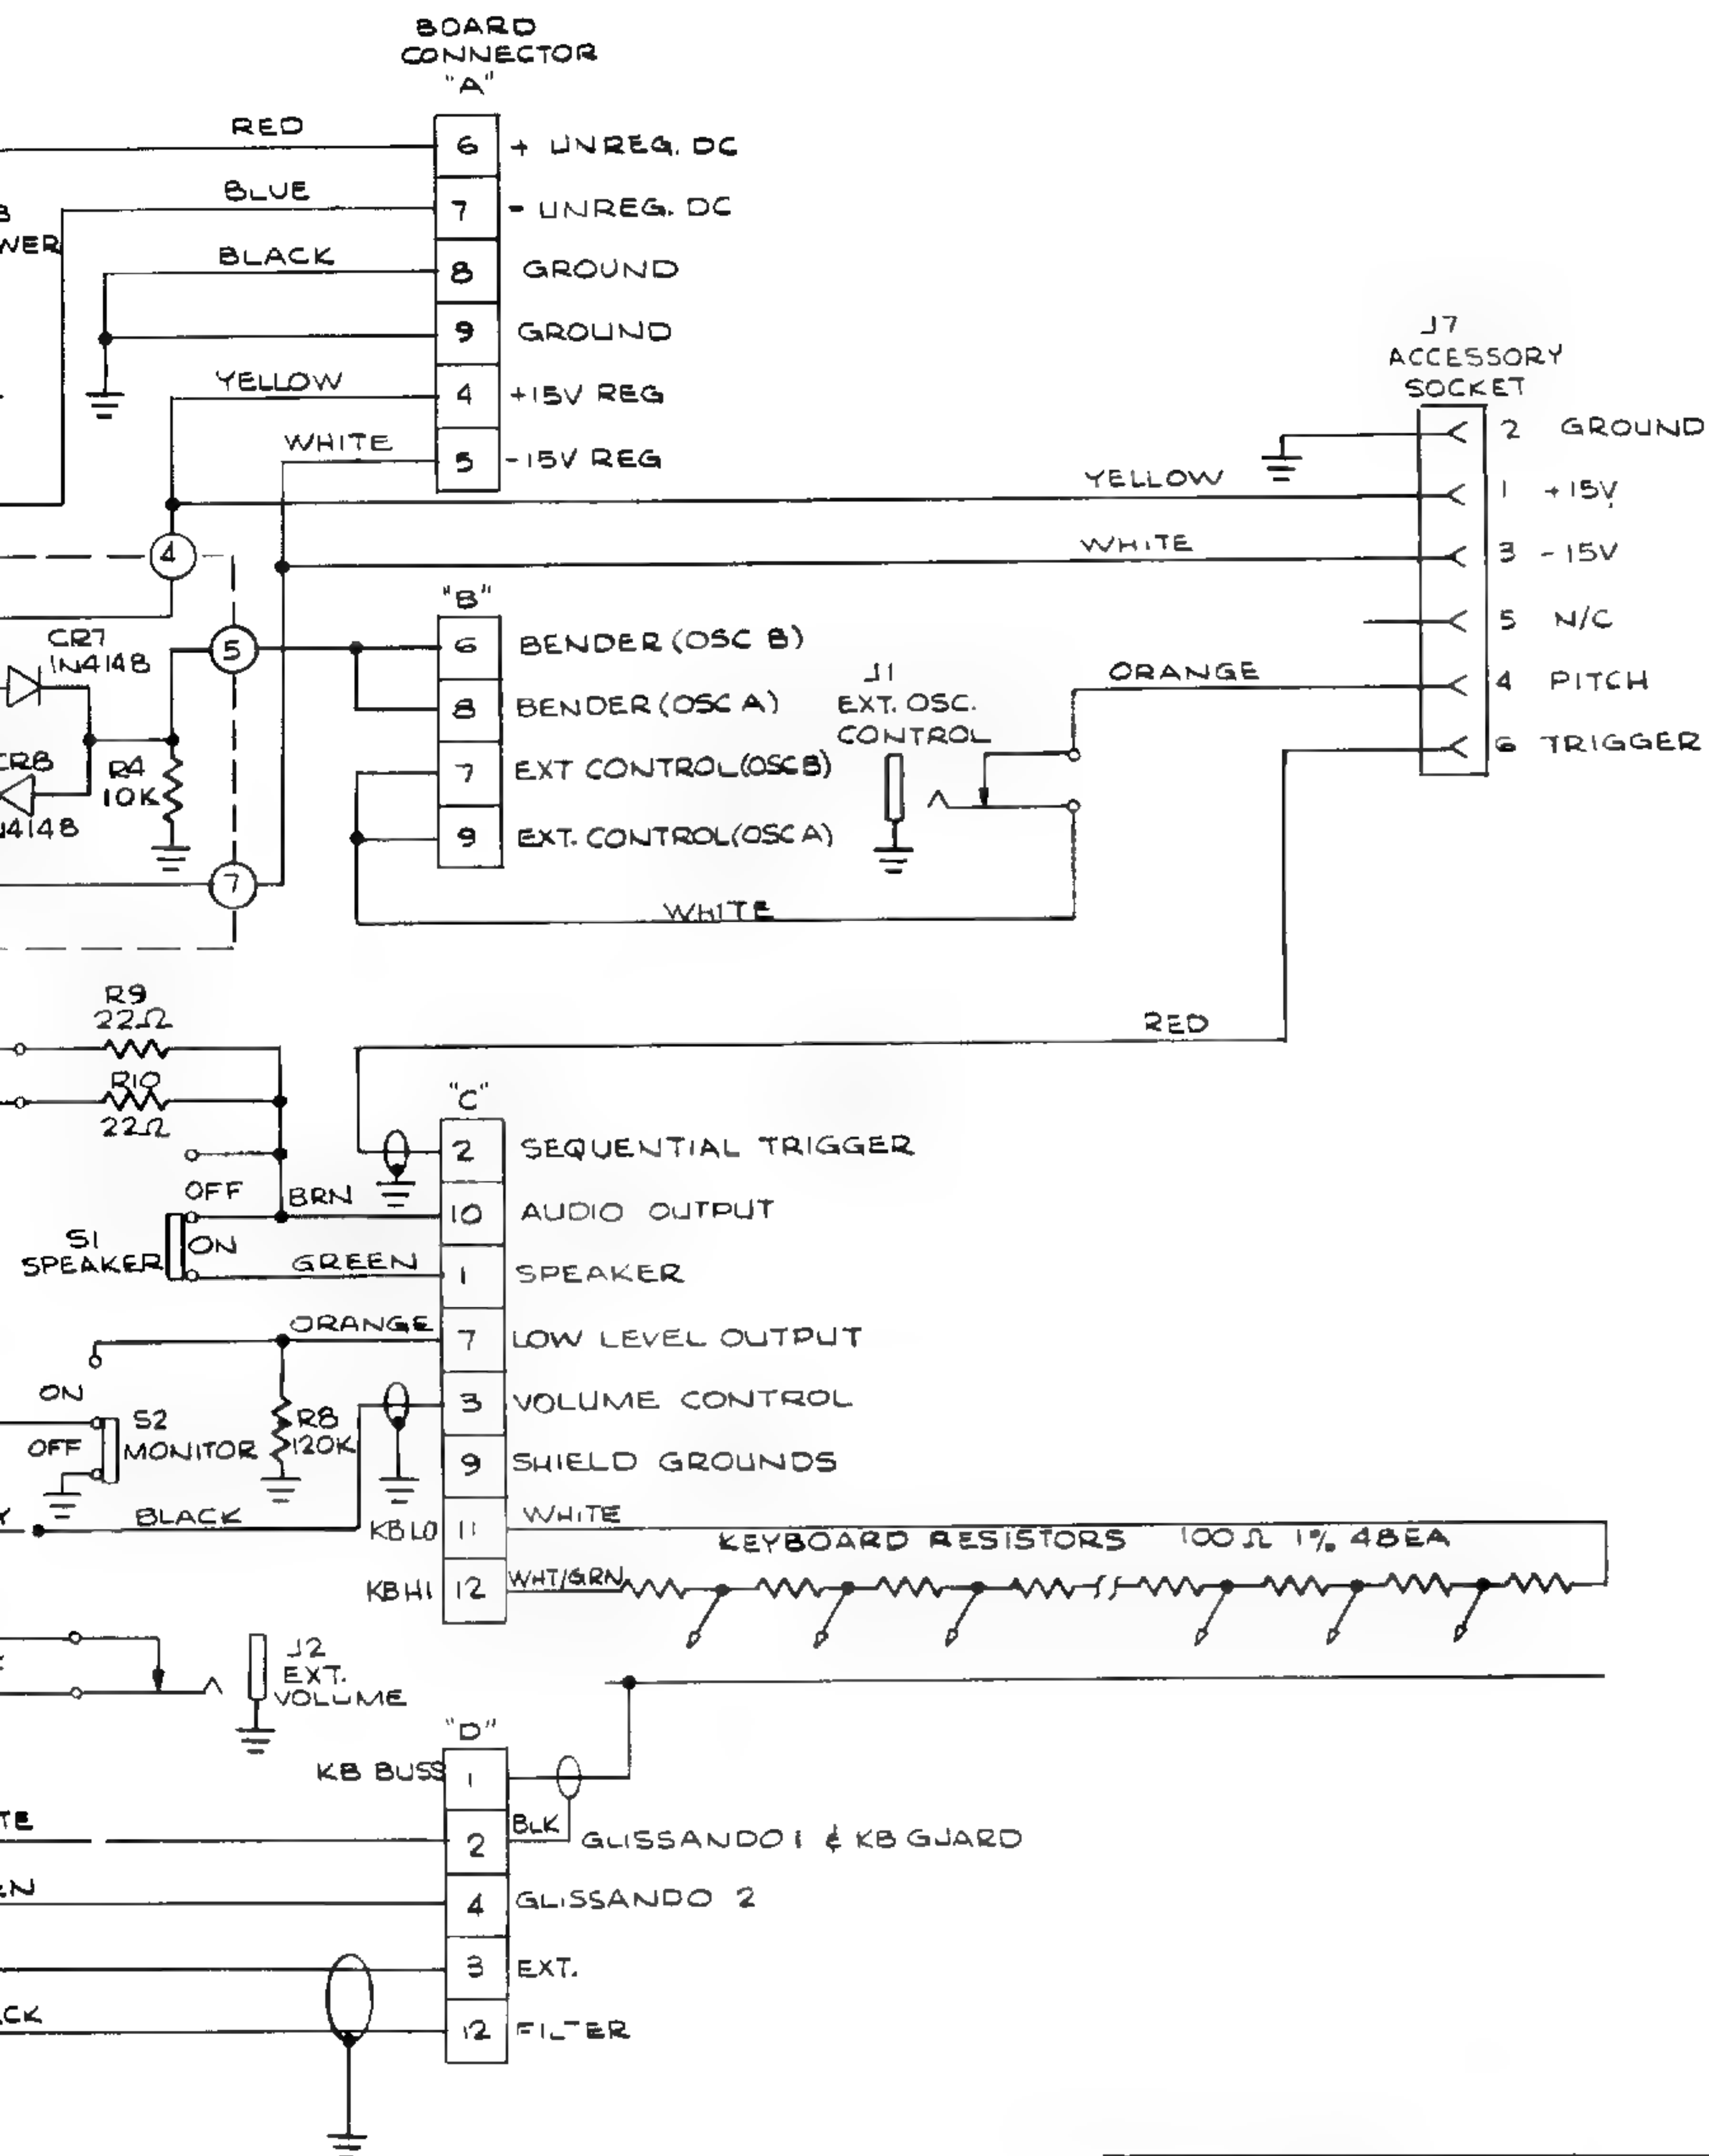 BOARD
CONNECTOR
"A"
RED
6
+ UNREG. DC
BLUE
7
- UNREG. DC
BLACK
8
GROUND
9
GROUND
YELLOW
4
+15V REG
WHITE
5
-15V REG
J7
ACCESSORY
SOCKET
2 GROUND
YELLOW
1 +15V
WHITE
3 -15V
5 N/C
ORANGE
4 PITCH
6 TRIGGER
4
5
7
CR7
1N4148
CR8
R4
10K
"B"
6
BENDER (OSC B)
8
BENDER (OSC A)
7
EXT CONTROL (OSC B)
9
EXT. CONTROL (OSC A)
J1
EXT. OSC.
CONTROL
WHITE
RED
R9
22Ω
R10
22Ω
OFF
BRN
S1
SPEAKER
ON
GREEN
"C"
2
SEQUENTIAL TRIGGER
10
AUDIO OUTPUT
1
SPEAKER
ORANGE
7
LOW LEVEL OUTPUT
3
VOLUME CONTROL
9
SHIELD GROUNDS
ON
S2
OFF
MONITOR
R8
120K
BLACK
KB LO
11
WHITE
KEYBOARD RESISTORS 100Ω 1% 48EA
KB HI
12
WHT/GRN
J2
EXT.
VOLUME
"D"
KB BUSS
1
2
BLK
GLISSANDO 1 & KB GUARD
4
GLISSANDO 2
3
EXT.
12
FILTER